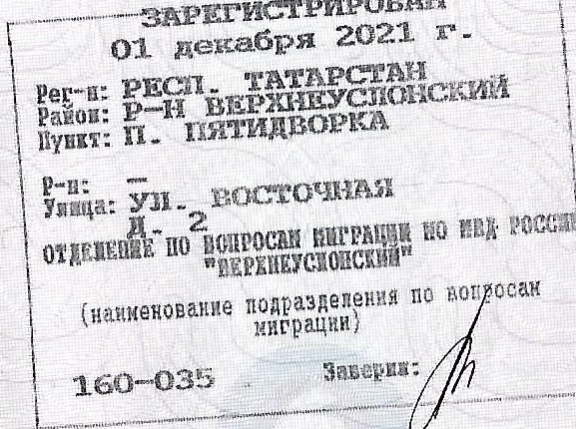 ЗАРЕГИСТРИРОВАН
01 декабря 2021 г.
Рег-н: РЕСП. ТАТАРСТАН
Район: Р-Н ВЕРХНЕУСЛОНСКИЙ
Пункт: П. ПЯТИДВОРКА
Р-н: —
Улица: УЛ. ВОСТОЧНАЯ
Д. 2
ОТДЕЛЕНИЕ ПО ВОПРОСАМ МИГРАЦИИ МО МВД РОССИИ
"ВЕРХНЕУСЛОНСКИЙ"
(наименование подразделения по вопросам
миграции)
160-035 Заверил: